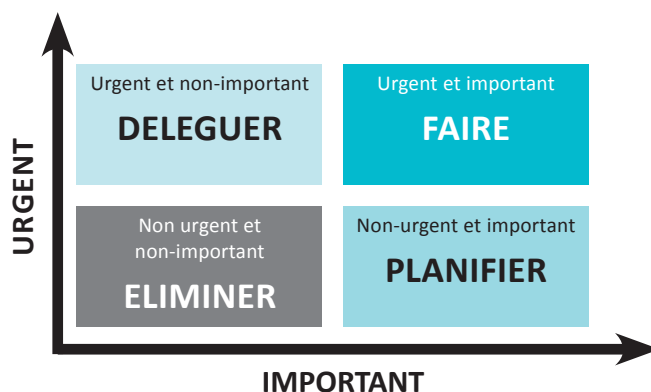 URGENT
Urgent et non-important
DELEGUER
Urgent et important
FAIRE
Non urgent et
non-important
ELIMINER
Non-urgent et important
PLANIFIER
IMPORTANT